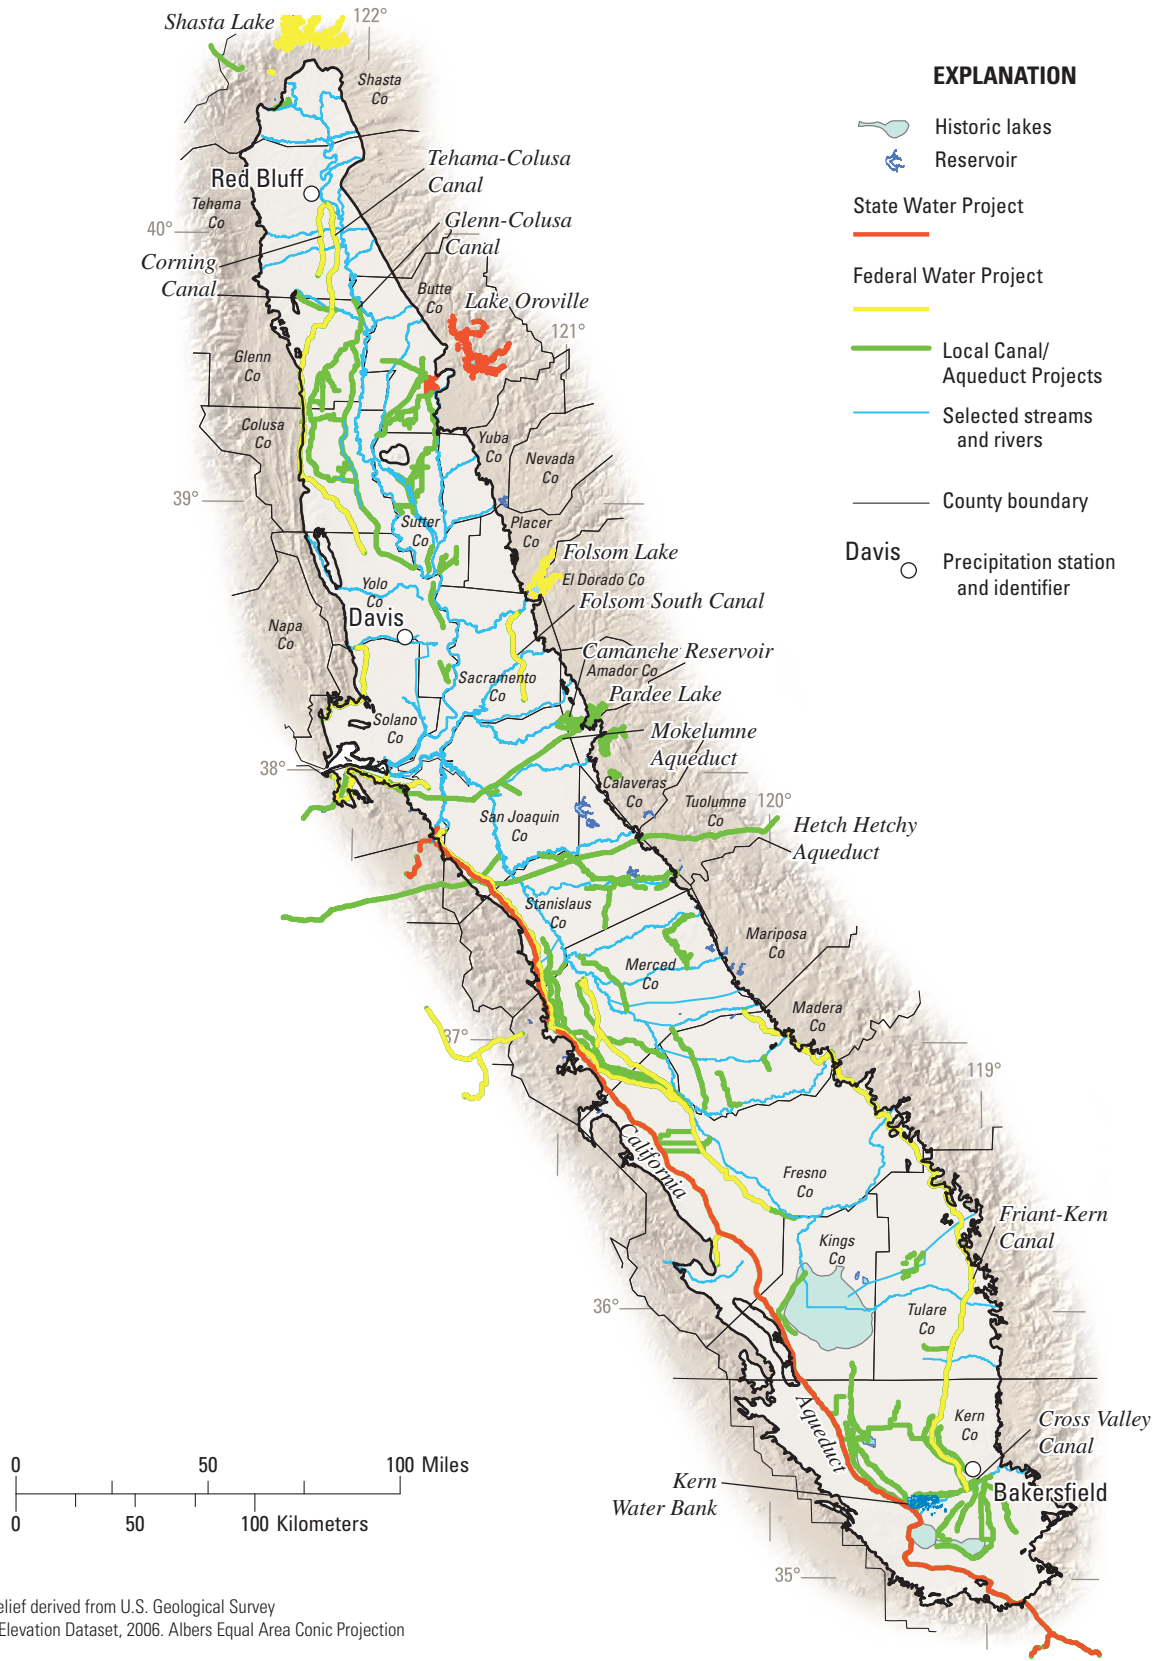 Shasta Lake
122°
Shasta
Co
EXPLANATION
Historic lakes
Reservoir
State Water Project
Federal Water Project
Local Canal/
Aqueduct Projects
Selected streams
and rivers
County boundary
Davis
Precipitation station
and identifier
Tehama-Colusa
Canal
Red Bluff
Tehama
Co
Glenn-Colusa
Canal
40°
Corning
Canal
Butte
Co
Lake Oroville
121°
Glenn
Co
Colusa
Co
Yuba
Co
Nevada
Co
39°
Sutter
Co
Placer
Co
Folsom Lake
El Dorado Co
Yolo
Co
Folsom South Canal
Davis
Napa
Co
Camanche Reservoir
Amador Co
Sacramento
Co
Pardee Lake
Solano
Co
Mokelumne
Aqueduct
38°
Calaveras
Co
Tuolumne
Co
120°
San Joaquin
Co
Hetch Hetchy
Aqueduct
Stanislaus
Co
Mariposa
Co
Merced
Co
Madera
Co
37°
119°
California
Fresno
Co
Friant-Kern
Canal
Kings
Co
36°
Tulare
Co
Aqueduct
Kern
Co
Cross Valley
Canal
Kern
Water Bank
Bakersfield
35°
0 50 100 Miles
0 50 100 Kilometers
elief derived from U.S. Geological Survey
Elevation Dataset, 2006. Albers Equal Area Conic Projection